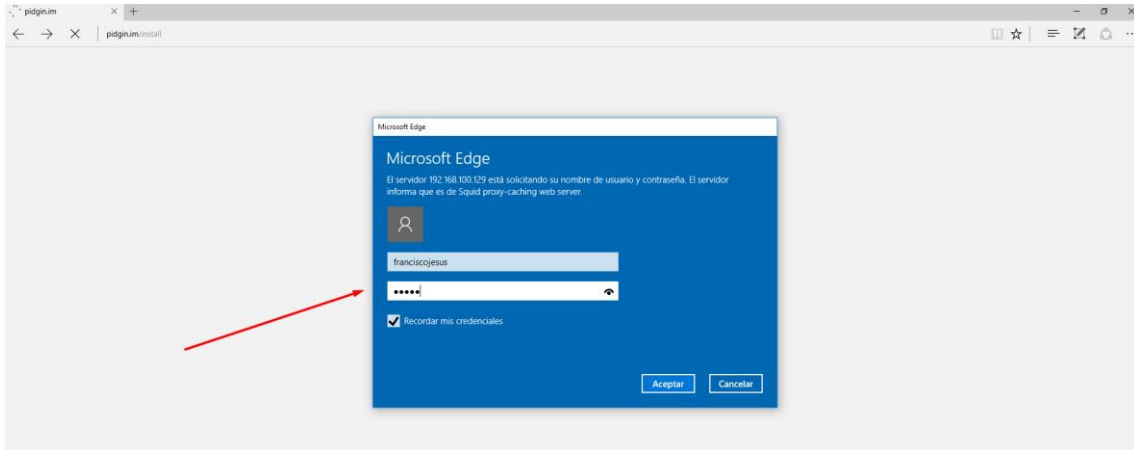 pidgin.im
pidgin.im/install
Microsoft Edge
Microsoft Edge
El servidor 192.168.100.129 está solicitando su nombre de usuario y contraseña. El servidor
informa que es de Squid proxy-caching web server.
franciscojesus
•••••
Recordar mis credenciales
Aceptar Cancelar